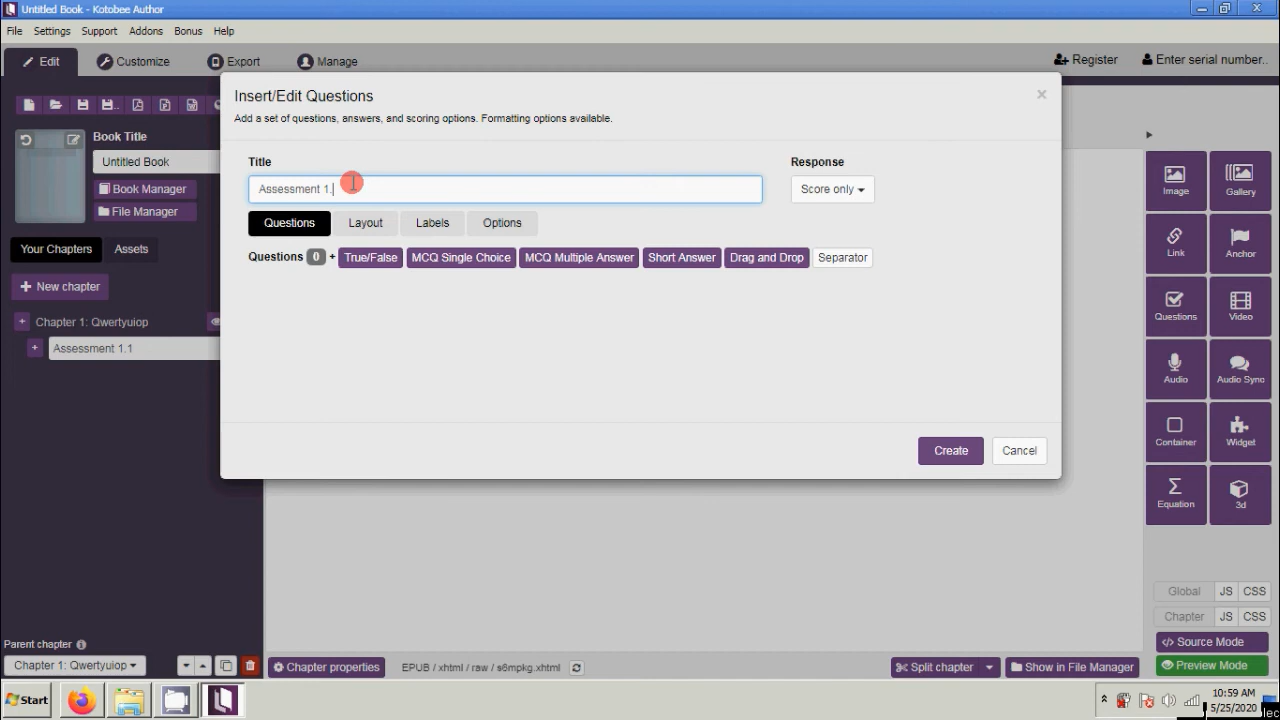 Untitled Book - Kotobee Author
File Settings Support Addons Bonus Help
Edit Customize Export Manage Register Enter serial number..
Insert/Edit Questions ×
Add a set of questions, answers, and scoring options. Formatting options available.
Book Title
Untitled Book
Book Manager
File Manager
Your Chapters Assets
+ New chapter
+ Chapter 1: Qwertyuiop
+ Assessment 1.1
Title Response
Assessment 1. Score only
Questions Layout Labels Options
Questions 0 + True/False MCQ Single Choice MCQ Multiple Answer Short Answer Drag and Drop Separator
Create Cancel
Image Gallery
Link Anchor
Questions Video
Audio Audio Sync
Container Widget
Σ
Equation 3d
Global JS CSS
Chapter JS CSS
</> Source Mode
Preview Mode
Parent chapter
Chapter 1: Qwertyuiop
Chapter properties EPUB / xhtml / raw / s6mpkg.xhtml Split chapter Show in File Manager
Start
10:59 AM
5/25/2020